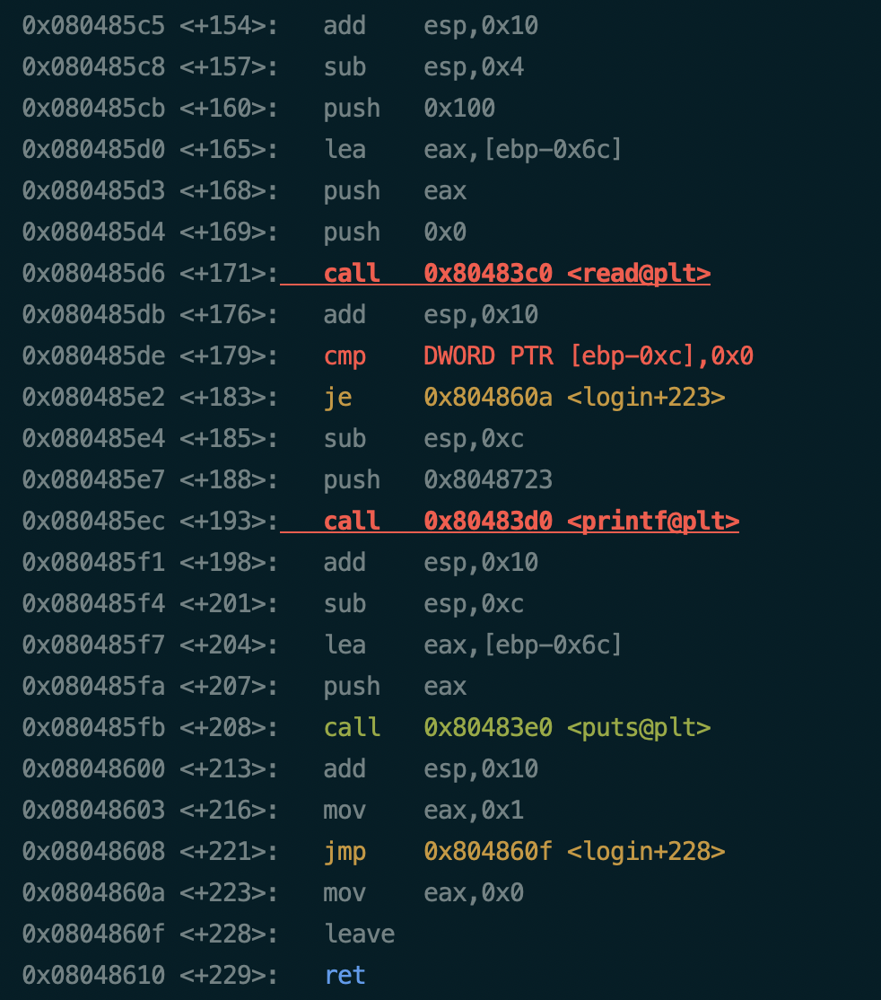 0x080485c5 <+154>:   add    esp,0x10
0x080485c8 <+157>:   sub    esp,0x4
0x080485cb <+160>:   push   0x100
0x080485d0 <+165>:   lea    eax,[ebp-0x6c]
0x080485d3 <+168>:   push   eax
0x080485d4 <+169>:   push   0x0
0x080485d6 <+171>:   call   0x80483c0 <read@plt>
0x080485db <+176>:   add    esp,0x10
0x080485de <+179>:   cmp    DWORD PTR [ebp-0xc],0x0
0x080485e2 <+183>:   je     0x804860a <login+223>
0x080485e4 <+185>:   sub    esp,0xc
0x080485e7 <+188>:   push   0x8048723
0x080485ec <+193>:   call   0x80483d0 <printf@plt>
0x080485f1 <+198>:   add    esp,0x10
0x080485f4 <+201>:   sub    esp,0xc
0x080485f7 <+204>:   lea    eax,[ebp-0x6c]
0x080485fa <+207>:   push   eax
0x080485fb <+208>:   call   0x80483e0 <puts@plt>
0x08048600 <+213>:   add    esp,0x10
0x08048603 <+216>:   mov    eax,0x1
0x08048608 <+221>:   jmp    0x804860f <login+228>
0x0804860a <+223>:   mov    eax,0x0
0x0804860f <+228>:   leave
0x08048610 <+229>:   ret